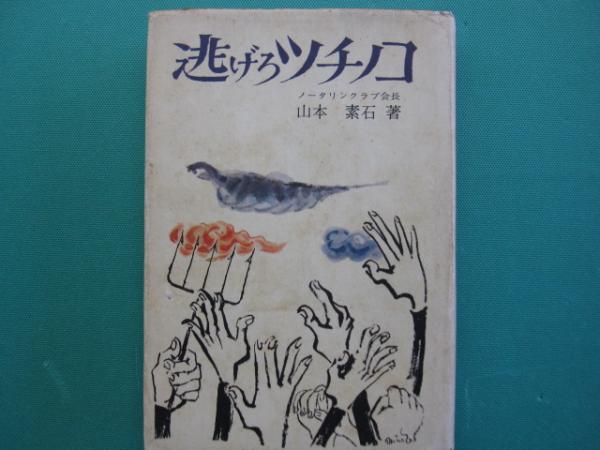 逃げろツチノコ
ノータリンクラブ会長
山本 素石 著